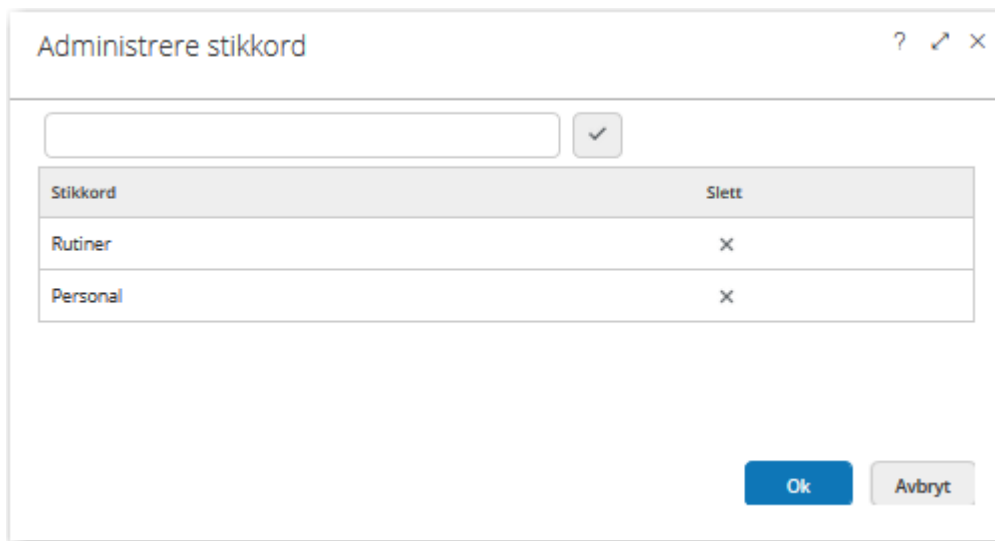 Administrere stikkord ?
Stikkord Slett
Rutiner
Personal
Ok Avbryt